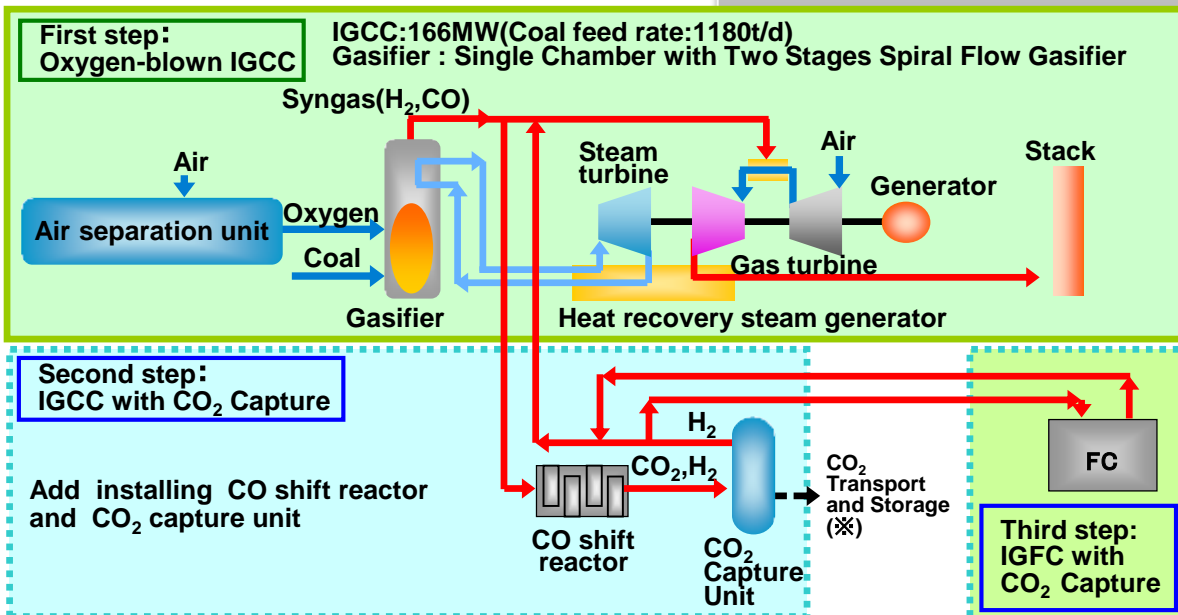 First step:
Oxygen-blown IGCC
IGCC:166MW(Coal feed rate:1180t/d)
Gasifier : Single Chamber with Two Stages Spiral Flow Gasifier
Syngas(H₂,CO)
Air
Air separation unit
Oxygen
Coal
Gasifier
Steam
turbine
Air
Generator
Stack
Gas turbine
Heat recovery steam generator
Second step:
IGCC with CO₂ Capture
Add installing CO shift reactor
and CO₂ capture unit
H₂
CO₂,H₂
CO shift
reactor
CO₂
Capture
Unit
CO₂
Transport
and Storage
(※)
FC
Third step:
IGFC with
CO₂ Capture